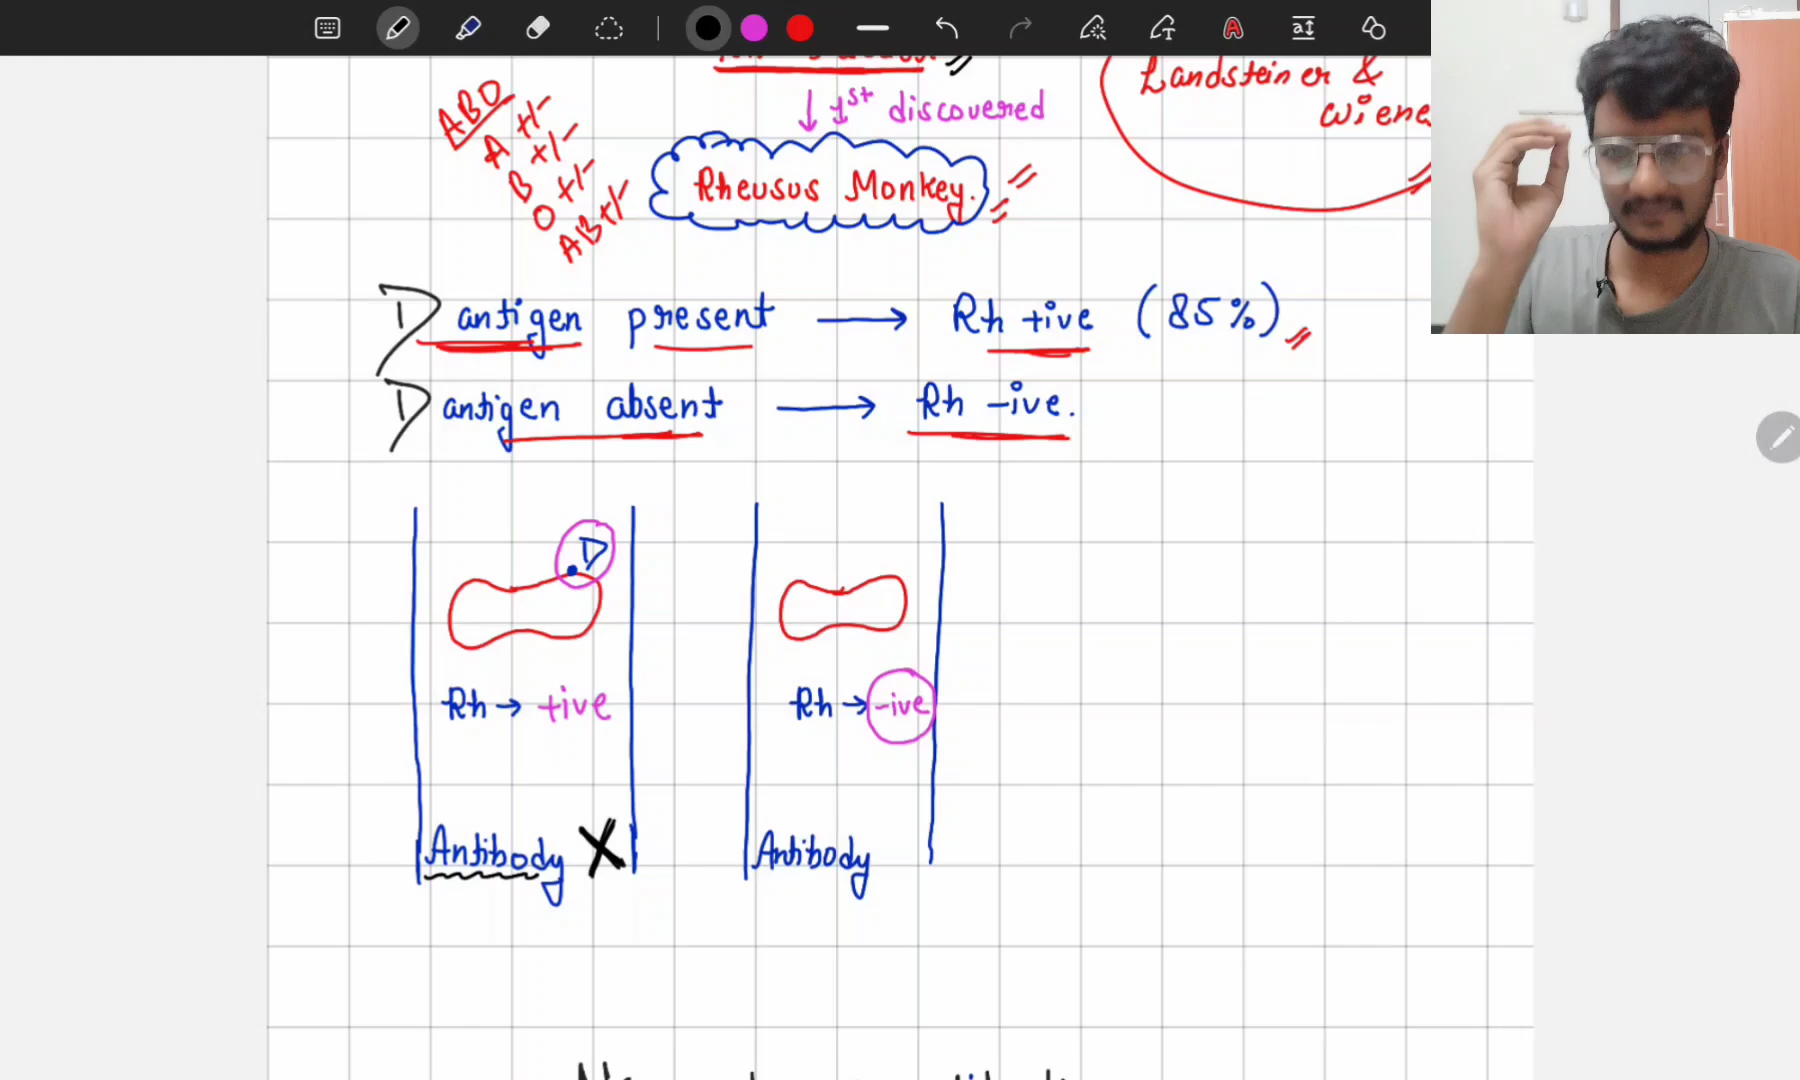 Landsteiner &
Wiene
↓ 1st discovered
ABO
A +/-
B +/-
O +/-
AB +/-
Rheusus Monkey.
D antigen present → Rh +ive (85%)
D antigen absent → Rh -ive.
D
Rh → +ive
Rh → -ive
Antibody X
Antibody